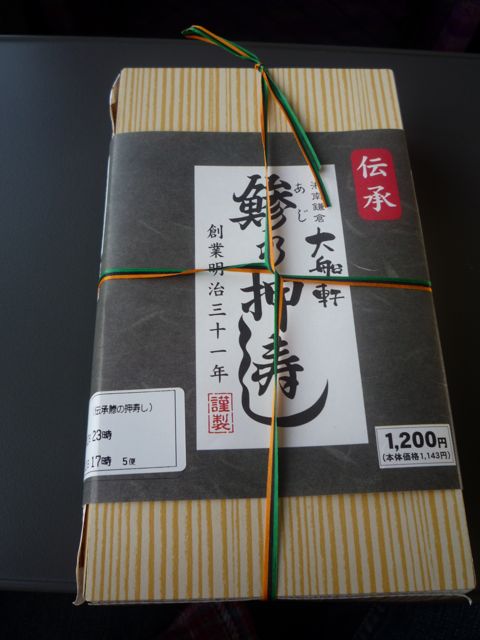 伝承
湘南鎌倉
大船軒
あじ
鯵の押寿し
創業明治三十一年
謹製
伝承鯵の押寿し)
23時
17時 5便
1,200円
(本体価格1,143円)